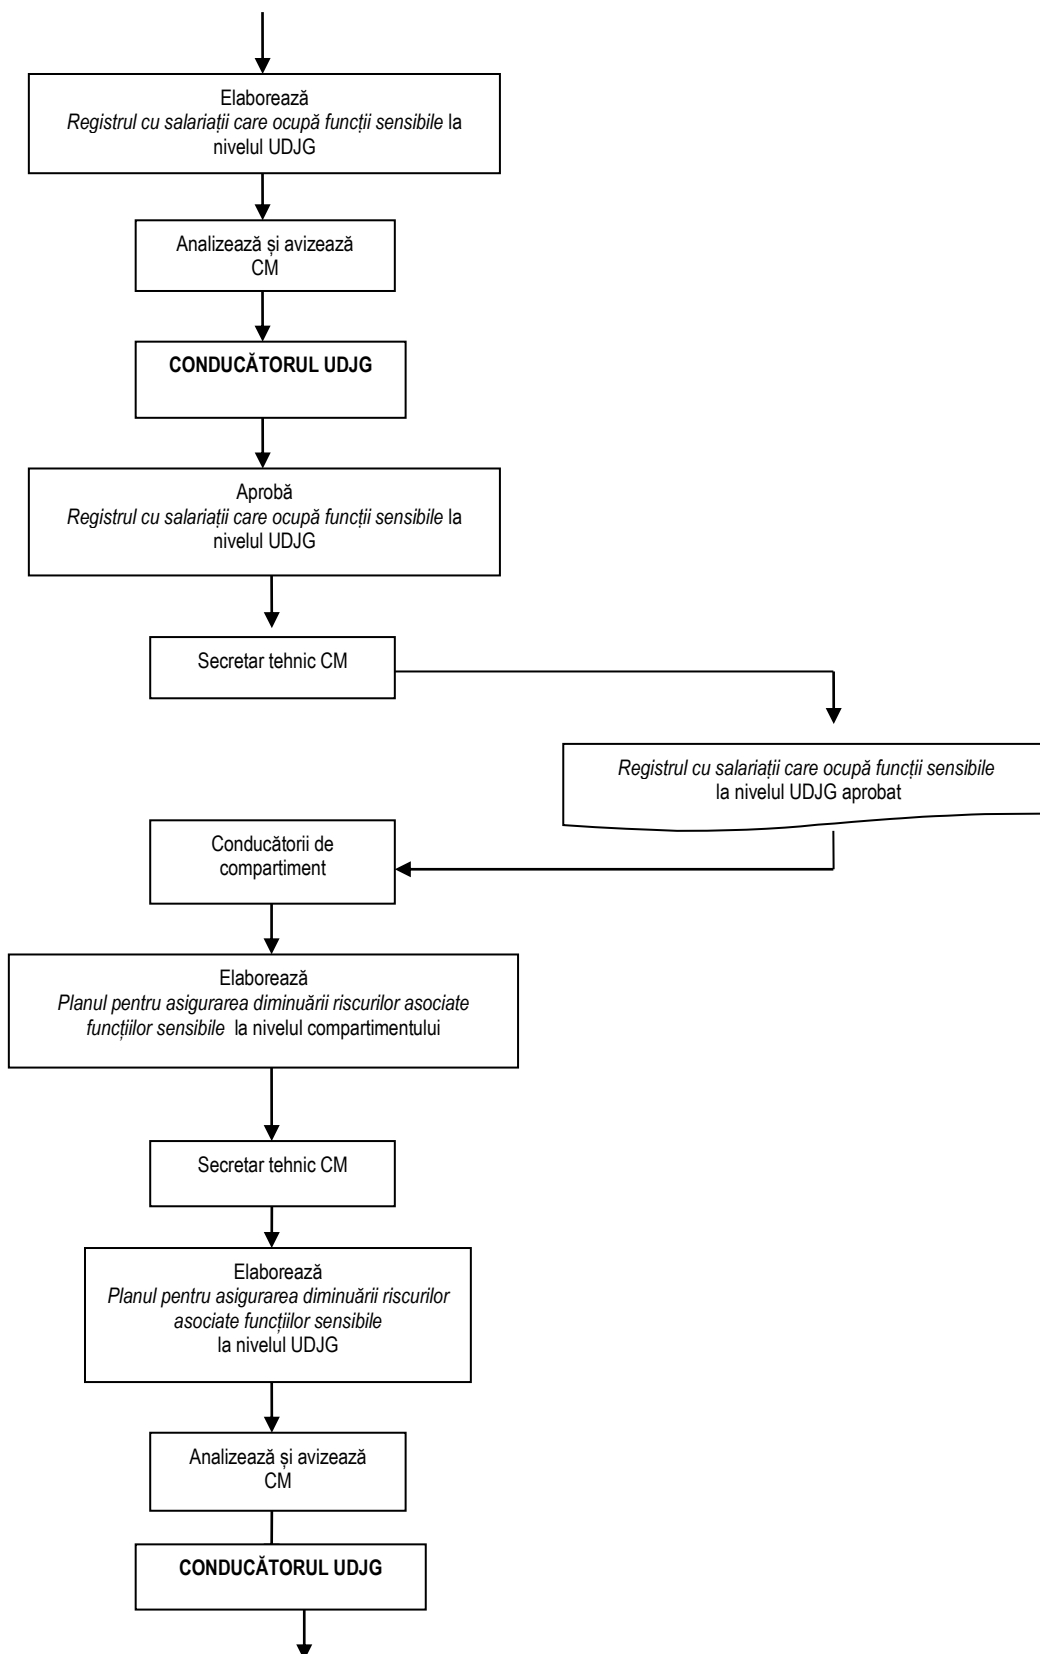 Elaborează
Registrul cu salariații care ocupă funcții sensibile la
nivelul UDJG
Analizează și avizează
CM
CONDUCĂTORUL UDJG
Aprobă
Registrul cu salariații care ocupă funcții sensibile la
nivelul UDJG
Secretar tehnic CM
Registrul cu salariații care ocupă funcții sensibile
la nivelul UDJG aprobat
Conducătorii de
compartiment
Elaborează
Planul pentru asigurarea diminuării riscurilor asociate
funcțiilor sensibile la nivelul compartimentului
Secretar tehnic CM
Elaborează
Planul pentru asigurarea diminuării riscurilor
asociate funcțiilor sensibile
la nivelul UDJG
Analizează și avizează
CM
CONDUCĂTORUL UDJG